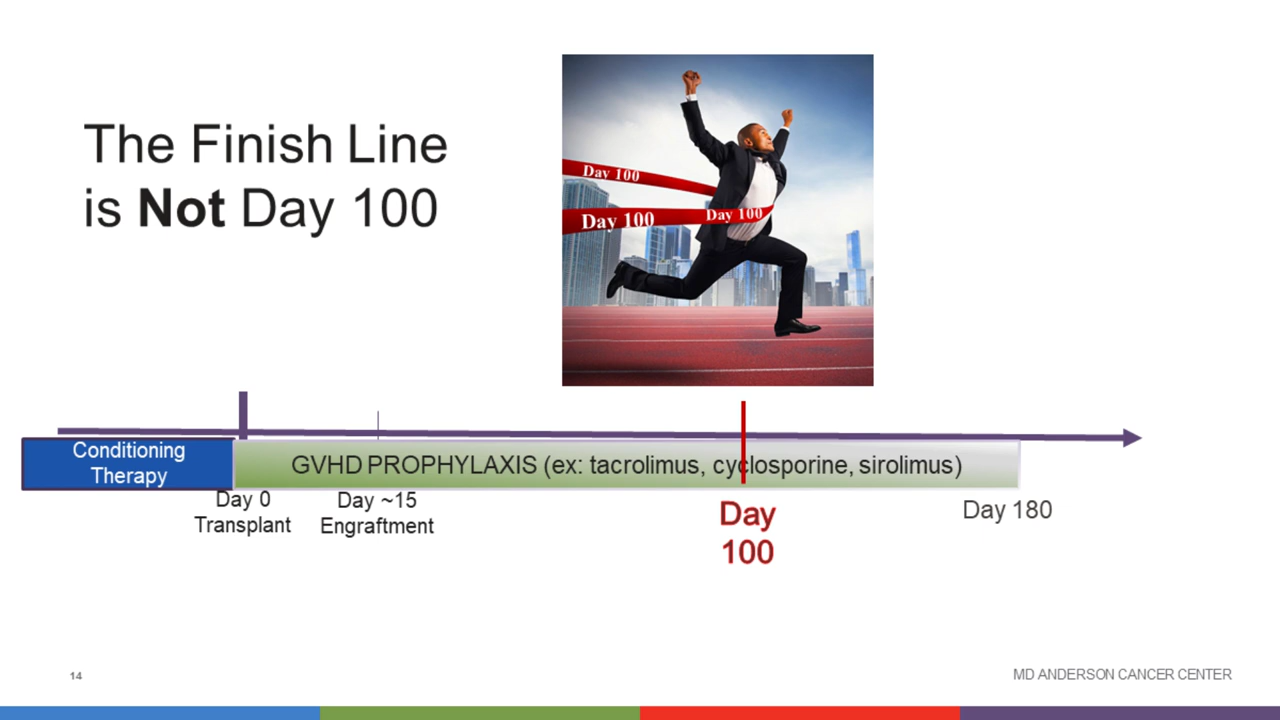 The Finish Line
is Not Day 100
Day 100
Day 100
Day 100
Conditioning
Therapy
GVHD PROPHYLAXIS (ex: tacrolimus, cyclosporine, sirolimus)
Day 0
Transplant
Day ~15
Engraftment
Day
100
Day 180
14
MD ANDERSON CANCER CENTER